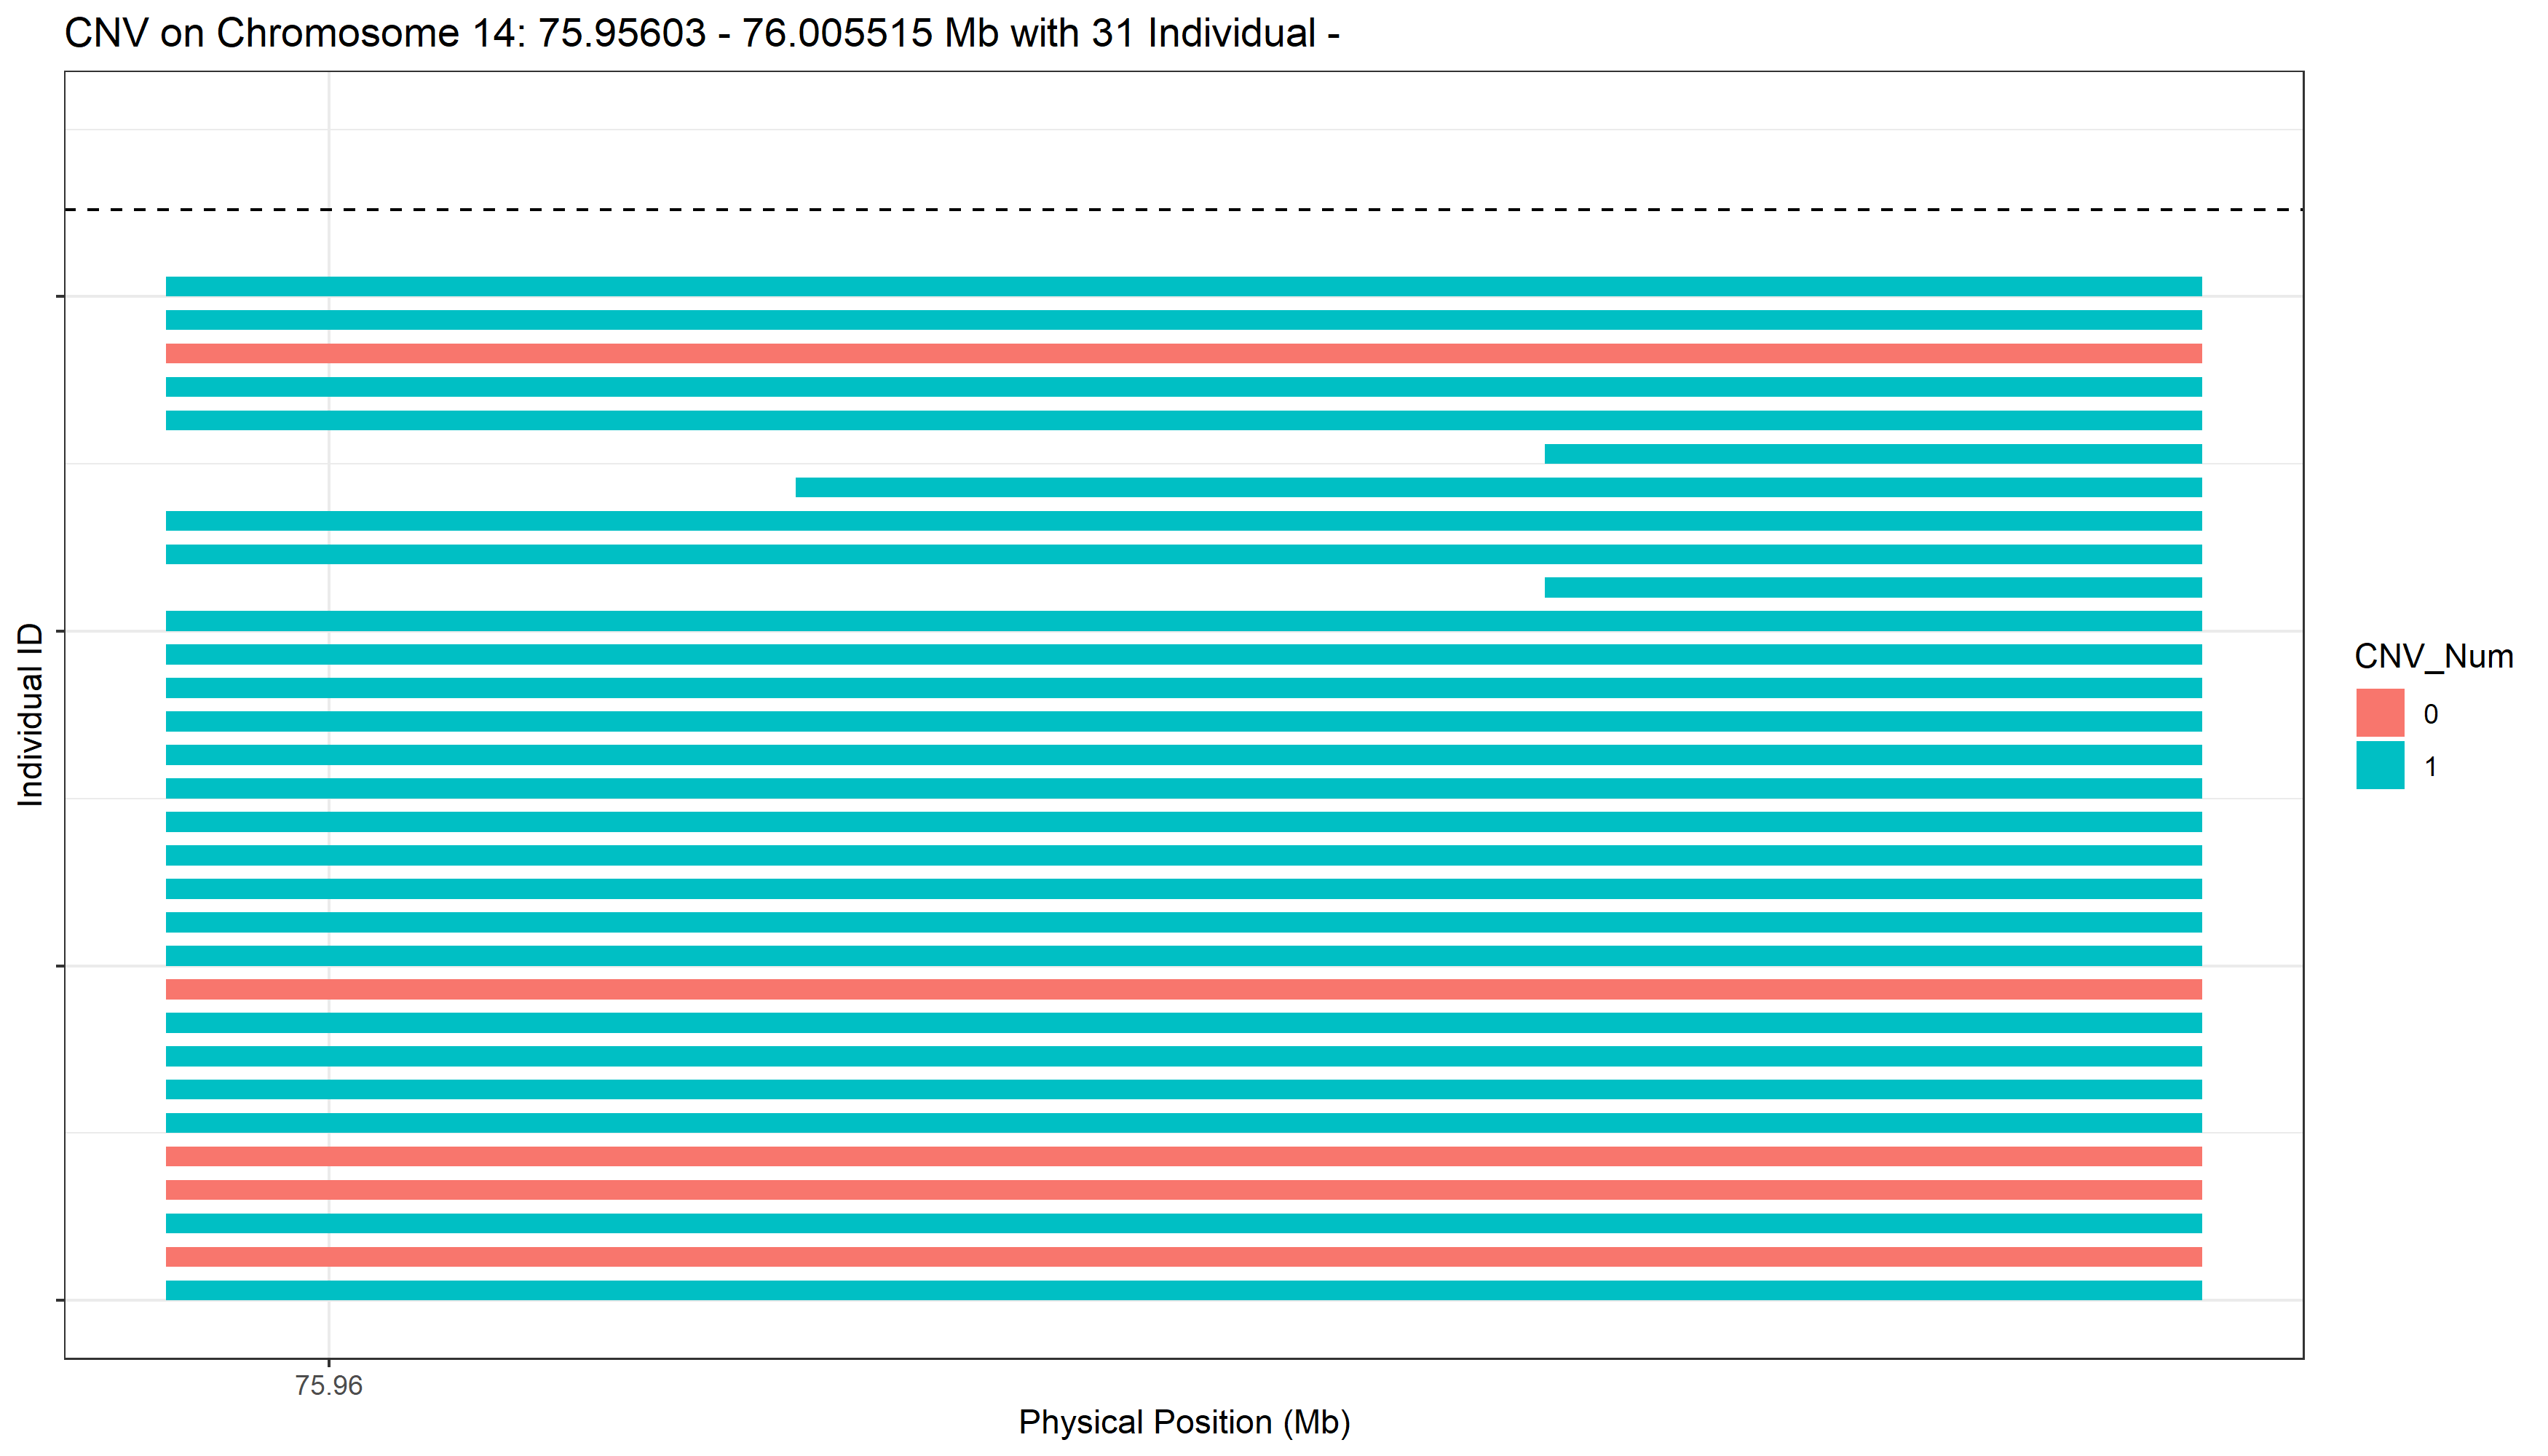 CNV on Chromosome 14: 75.95603 - 76.005515 Mb with 31 Individual -
Individual ID
CNV_Num
0
1
75.96
Physical Position (Mb)